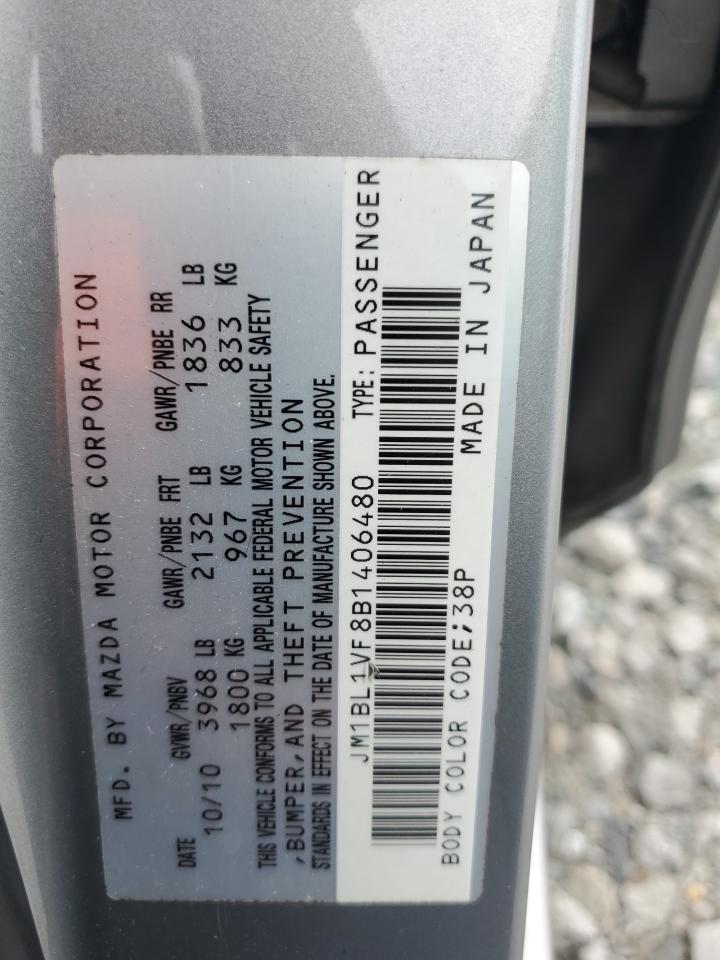 MFD. BY MAZDA MOTOR CORPORATION
DATE GVWR/PNBV GAWR/PNBE FRT GAWR/PNBE RR
10/10 3968 LB 2132 LB 1836 LB
1800 KG 967 KG 833 KG
THIS VEHICLE CONFORMS TO ALL APPLICABLE FEDERAL MOTOR VEHICLE SAFETY
,BUMPER,AND THEFT PREVENTION
STANDARDS IN EFFECT ON THE DATE OF MANUFACTURE SHOWN ABOVE.
JM1BL1VF8B1406480 TYPE: PASSENGER
BODY COLOR CODE;38P MADE IN JAPAN